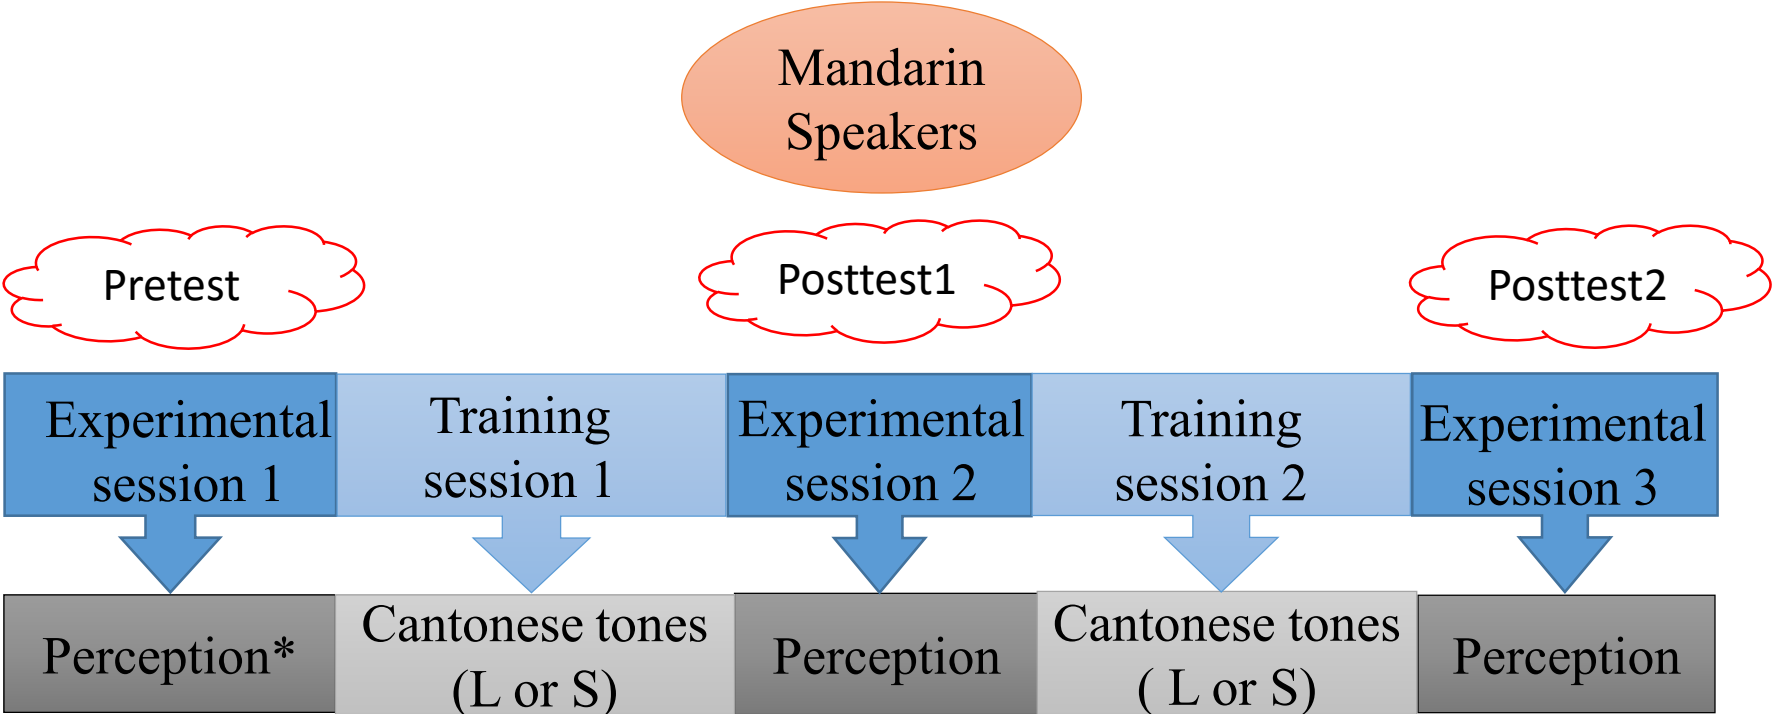 Mandarin
Speakers
Pretest
Posttest1
Posttest2
Experimental
session 1
Training
session 1
Experimental
session 2
Training
session 2
Experimental
session 3
Perception*
Cantonese tones
(L or S)
Perception
Cantonese tones
( L or S)
Perception